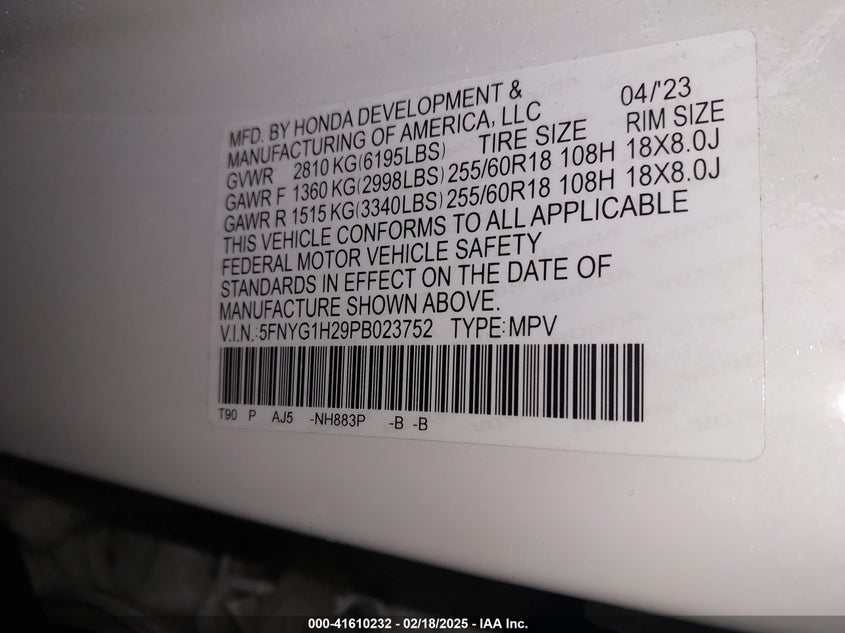 MFD. BY HONDA DEVELOPMENT & 04/'23
MANUFACTURING OF AMERICA, LLC
GVWR 2810 KG(6195LBS) TIRE SIZE RIM SIZE
GAWR F 1360 KG(2998LBS) 255/60R18 108H 18X8.0J
GAWR R 1515 KG(3340LBS) 255/60R18 108H 18X8.0J
THIS VEHICLE CONFORMS TO ALL APPLICABLE
FEDERAL MOTOR VEHICLE SAFETY
STANDARDS IN EFFECT ON THE DATE OF
MANUFACTURE SHOWN ABOVE.
V.I.N.:5FNYG1H29PB023752 TYPE:MPV
T90 P AJ5 -NH883P -B -B
000-41610232 - 02/18/2025 - IAA Inc.